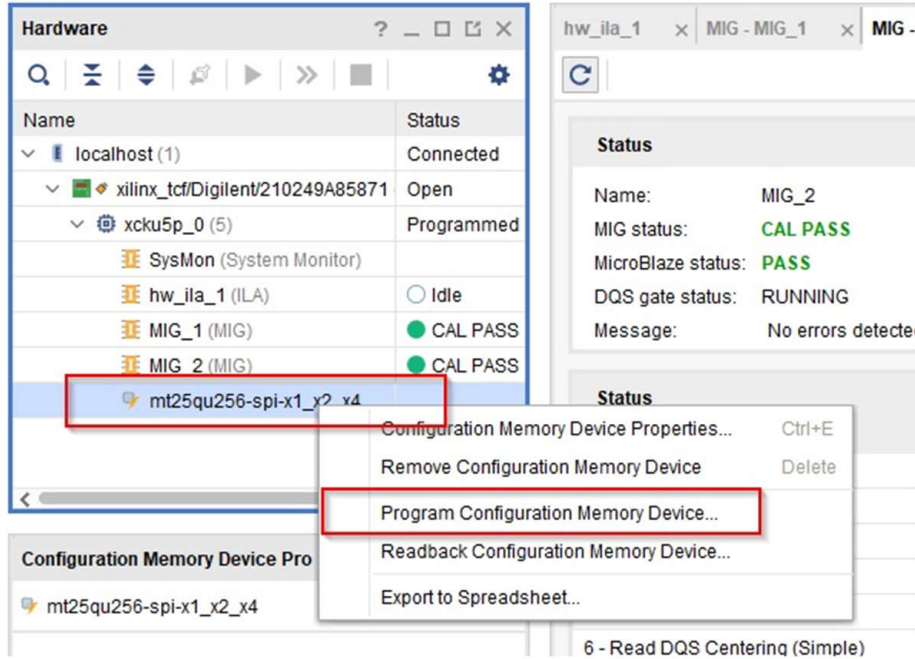 Hardware
?
Name Status
localhost (1) Connected
xilinx_tcf/Digilent/210249A85871 Open
xcku5p_0 (5) Programmed
SysMon (System Monitor)
hw_ila_1 (ILA) Idle
MIG_1 (MIG) CAL PASS
MIG_2 (MIG) CAL PASS
mt25qu256-spi-x1_x2_x4
Configuration Memory Device Properties... Ctrl+E
Remove Configuration Memory Device Delete
Program Configuration Memory Device...
Readback Configuration Memory Device...
Export to Spreadsheet...
Configuration Memory Device Pro
mt25qu256-spi-x1_x2_x4
hw_ila_1 MIG - MIG_1 MIG -
Status
Name: MIG_2
MIG status: CAL PASS
MicroBlaze status: PASS
DQS gate status: RUNNING
Message: No errors detecte
Status
6 - Read DQS Centering (Simple)